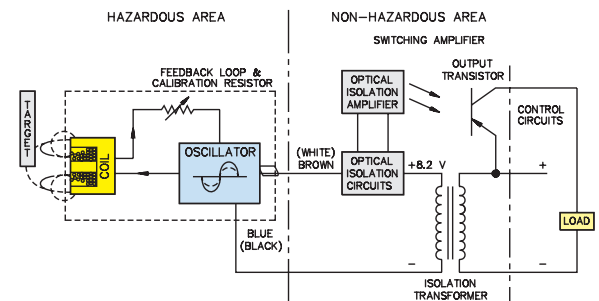 HAZARDOUS AREA
NON-HAZARDOUS AREA
SWITCHING AMPLIFIER
FEEDBACK LOOP &
CALIBRATION RESISTOR
OPTICAL
ISOLATION
AMPLIFIER
OUTPUT
TRANSISTOR
CONTROL
CIRCUITS
TARGET
COIL
OSCILLATOR
(WHITE)
BROWN
OPTICAL
ISOLATION
CIRCUITS
+8.2 V
+
LOAD
BLUE
(BLACK)
–
–
ISOLATION
TRANSFORMER